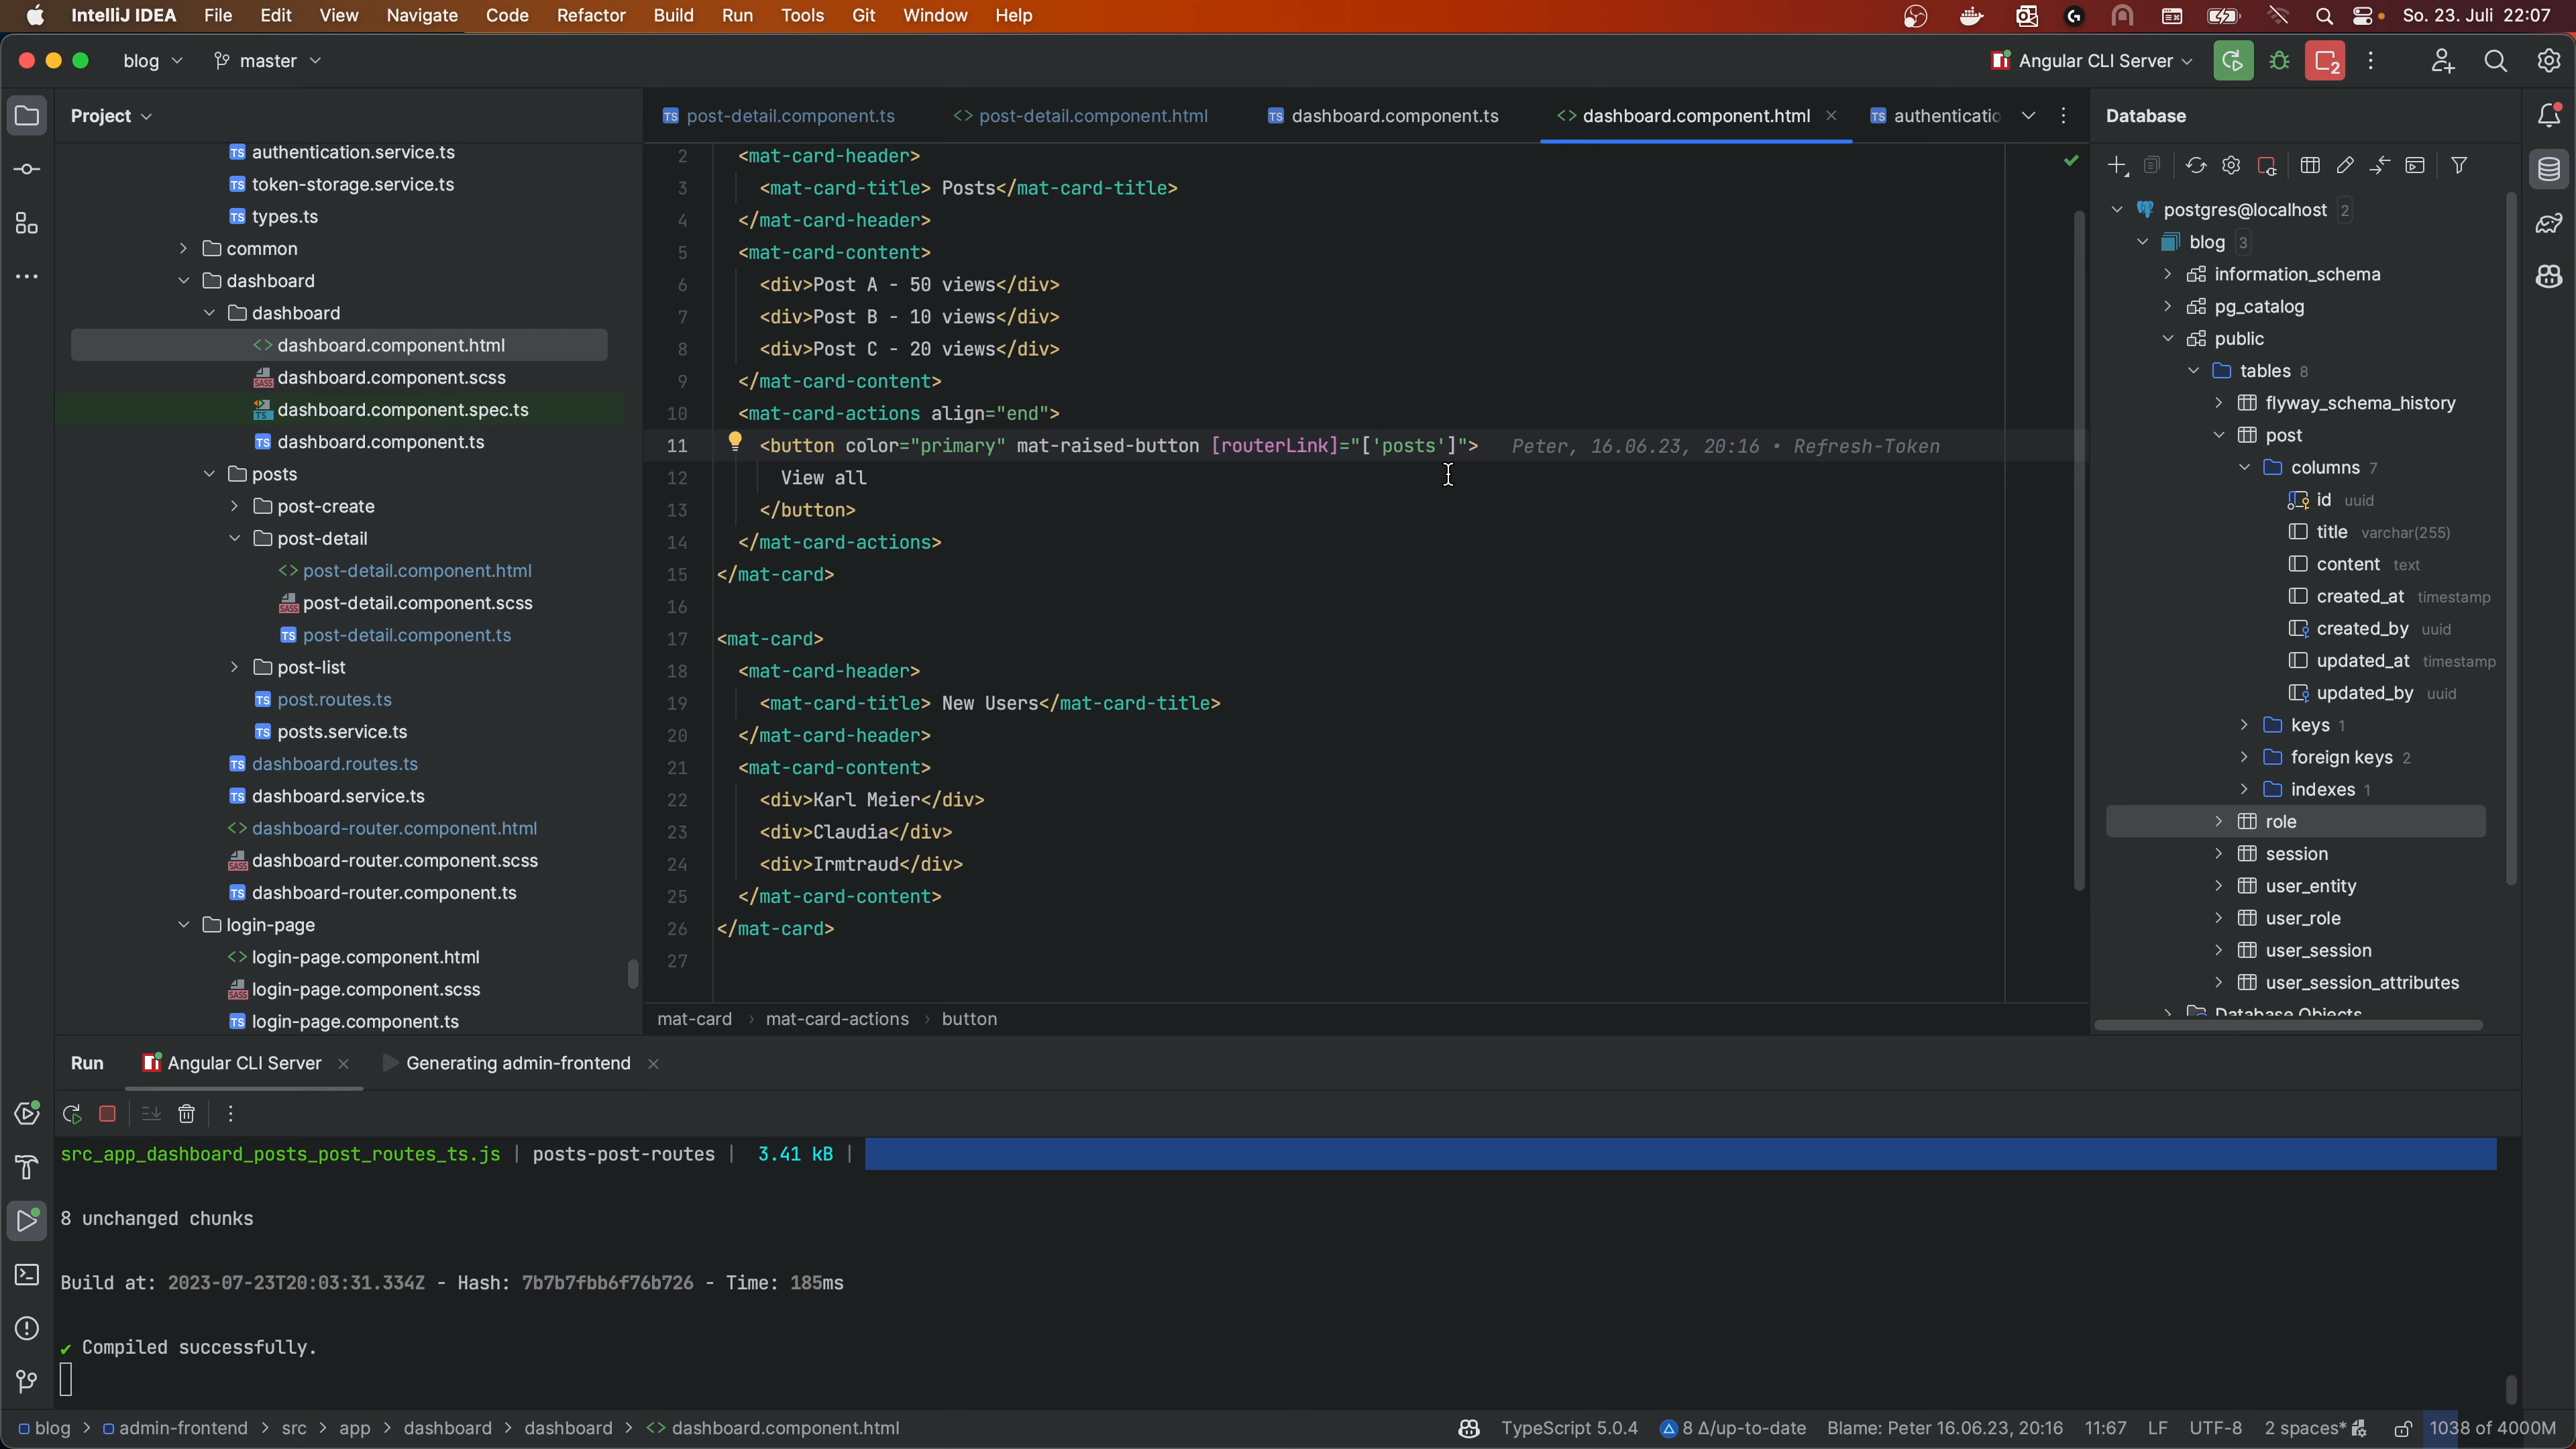 IntelliJ IDEA File Edit View Navigate Code Refactor Build Run Tools Git Window Help So. 23. Juli 22:07
blog master Angular CLI Server 2
Project
post-detail.component.ts post-detail.component.html dashboard.component.ts dashboard.component.html authenticatio
Database
authentication.service.ts
token-storage.service.ts
types.ts
common
dashboard
dashboard
dashboard.component.html
dashboard.component.scss
dashboard.component.spec.ts
dashboard.component.ts
posts
post-create
post-detail
post-detail.component.html
post-detail.component.scss
post-detail.component.ts
post-list
post.routes.ts
posts.service.ts
dashboard.routes.ts
dashboard.service.ts
dashboard-router.component.html
dashboard-router.component.scss
dashboard-router.component.ts
login-page
login-page.component.html
login-page.component.scss
login-page.component.ts
2 <mat-card-header>
3 <mat-card-title> Posts</mat-card-title>
4 </mat-card-header>
5 <mat-card-content>
6 <div>Post A - 50 views</div>
7 <div>Post B - 10 views</div>
8 <div>Post C - 20 views</div>
9 </mat-card-content>
10 <mat-card-actions align="end">
11 <button color="primary" mat-raised-button [routerLink]="['posts']"> Peter, 16.06.23, 20:16 • Refresh-Token
12 View all
13 </button>
14 </mat-card-actions>
15 </mat-card>
16
17 <mat-card>
18 <mat-card-header>
19 <mat-card-title> New Users</mat-card-title>
20 </mat-card-header>
21 <mat-card-content>
22 <div>Karl Meier</div>
23 <div>Claudia</div>
24 <div>Irmtraud</div>
25 </mat-card-content>
26 </mat-card>
27
mat-card › mat-card-actions › button
postgres@localhost 2
blog 3
information_schema
pg_catalog
public
tables 8
flyway_schema_history
post
columns 7
id uuid
title varchar(255)
content text
created_at timestamp
created_by uuid
updated_at timestamp
updated_by uuid
keys 1
foreign keys 2
indexes 1
role
session
user_entity
user_role
user_session
user_session_attributes
Database Objects
Run Angular CLI Server Generating admin-frontend
src_app_dashboard_posts_post_routes_ts.js | posts-post-routes | 3.41 kB |
8 unchanged chunks
Build at: 2023-07-23T20:03:31.334Z - Hash: 7b7b7fbb6f76b726 - Time: 185ms
✔ Compiled successfully.
blog › admin-frontend › src › app › dashboard › dashboard › <> dashboard.component.html TypeScript 5.0.4 8 Δ/up-to-date Blame: Peter 16.06.23, 20:16 11:67 LF UTF-8 2 spaces* 1038 of 4000M